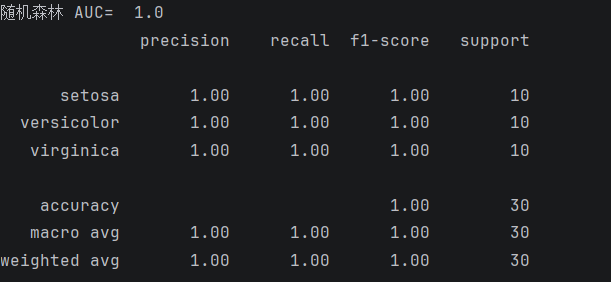 随机森林 AUC=  1.0
              precision    recall  f1-score   support

      setosa       1.00      1.00      1.00        10
  versicolor       1.00      1.00      1.00        10
   virginica       1.00      1.00      1.00        10

    accuracy                           1.00        30
   macro avg       1.00      1.00      1.00        30
weighted avg       1.00      1.00      1.00        30